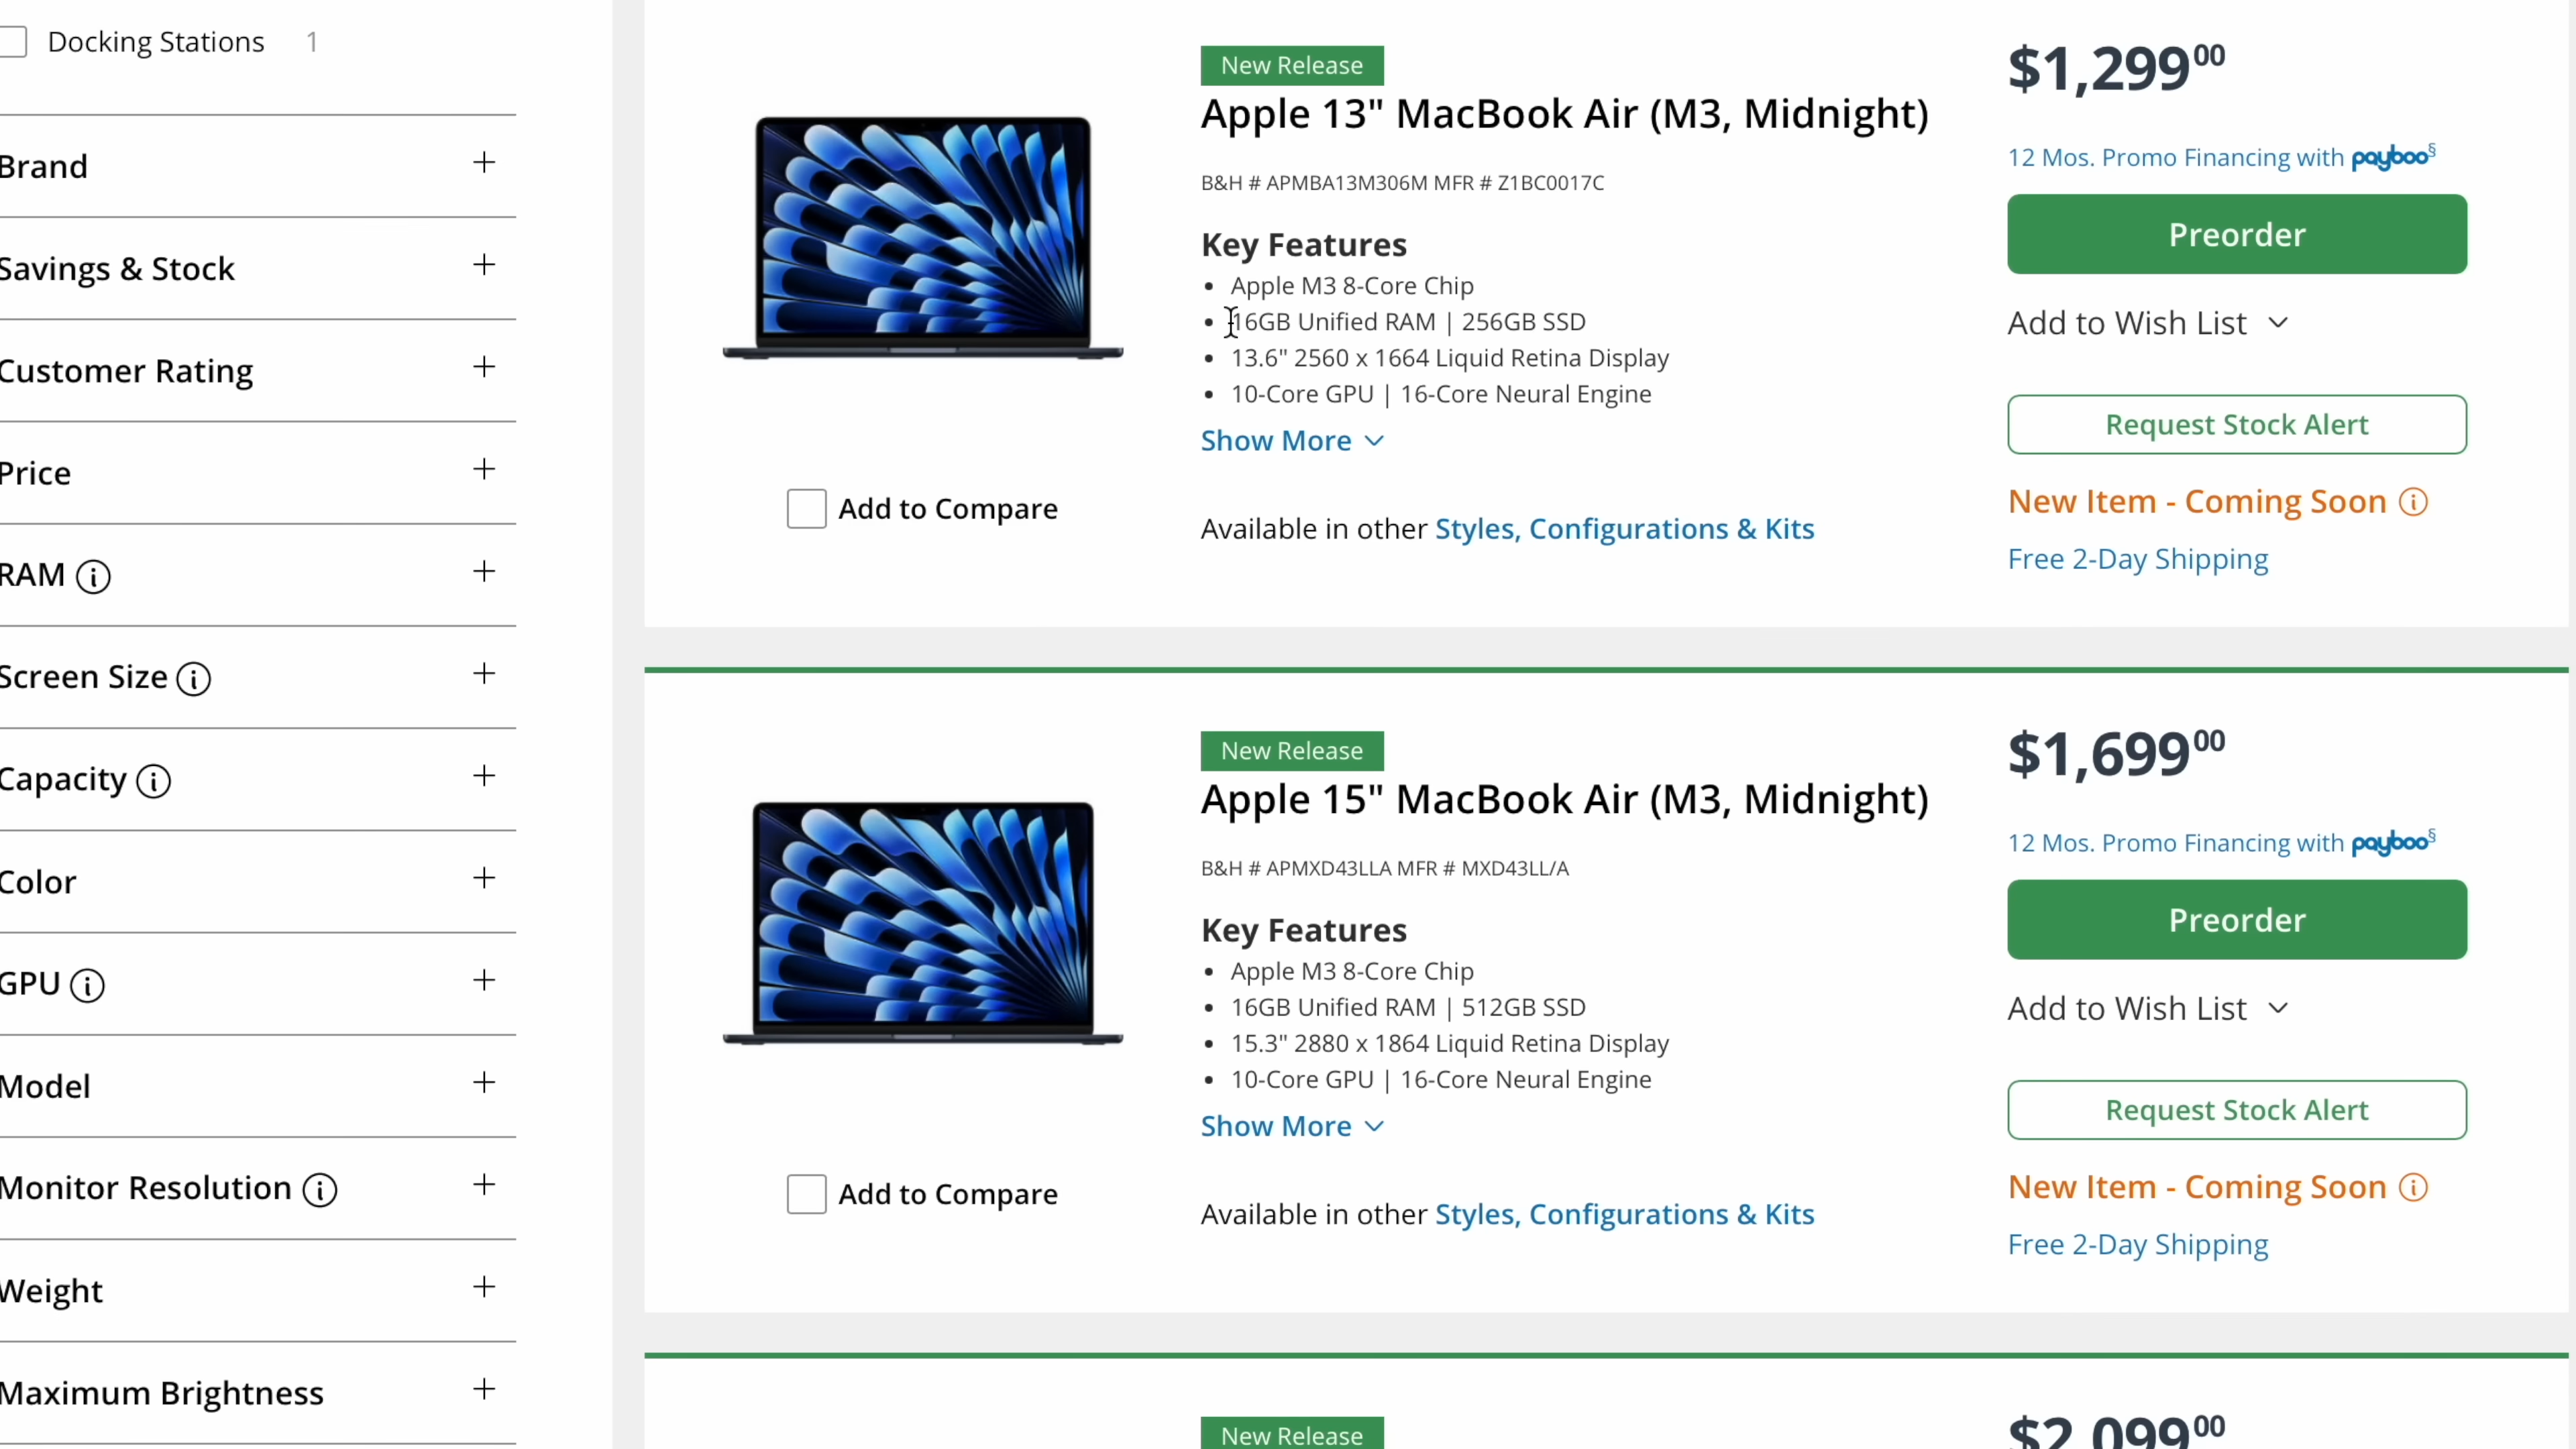 Docking Stations 1
Brand
Savings & Stock
Customer Rating
Price
RAM
Screen Size
Capacity
Color
GPU
Model
Monitor Resolution
Weight
Maximum Brightness
New Release
Apple 13" MacBook Air (M3, Midnight)
B&H # APMBA13M306M MFR # Z1BC0017C
Key Features
• Apple M3 8-Core Chip
• 16GB Unified RAM | 256GB SSD
• 13.6" 2560 x 1664 Liquid Retina Display
• 10-Core GPU | 16-Core Neural Engine
Show More
Add to Compare
Available in other Styles, Configurations & Kits
$1,299⁰⁰
12 Mos. Promo Financing with payboo§
Preorder
Add to Wish List
Request Stock Alert
New Item - Coming Soon
Free 2-Day Shipping
New Release
Apple 15" MacBook Air (M3, Midnight)
B&H # APMXD43LLA MFR # MXD43LL/A
Key Features
• Apple M3 8-Core Chip
• 16GB Unified RAM | 512GB SSD
• 15.3" 2880 x 1864 Liquid Retina Display
• 10-Core GPU | 16-Core Neural Engine
Show More
Add to Compare
Available in other Styles, Configurations & Kits
$1,699⁰⁰
12 Mos. Promo Financing with payboo§
Preorder
Add to Wish List
Request Stock Alert
New Item - Coming Soon
Free 2-Day Shipping
New Release
$2,099⁰⁰